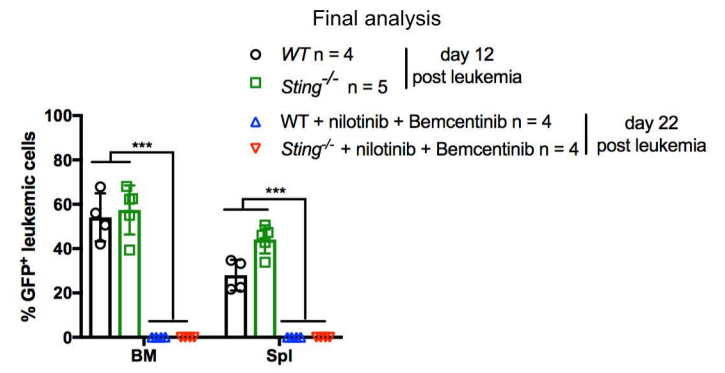 Final analysis
WT n = 4
Sting-/- n = 5
day 12
post leukemia
WT + nilotinib + Bemcentinib n = 4
Sting-/- + nilotinib + Bemcentinib n = 4
day 22
post leukemia
% GFP+ leukemic cells
100
80
60
40
20
0
***
***
BM
Spl